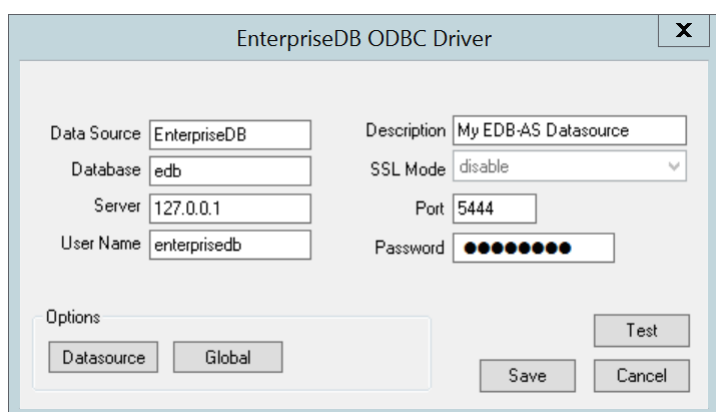 EnterpriseDB ODBC Driver
X
Data Source EnterpriseDB
Description My EDB-AS Datasource
Database edb
SSL Mode disable
Server 127.0.0.1
Port 5444
User Name enterprisedb
Password ●●●●●●●●
Options
Datasource Global
Test
Save Cancel